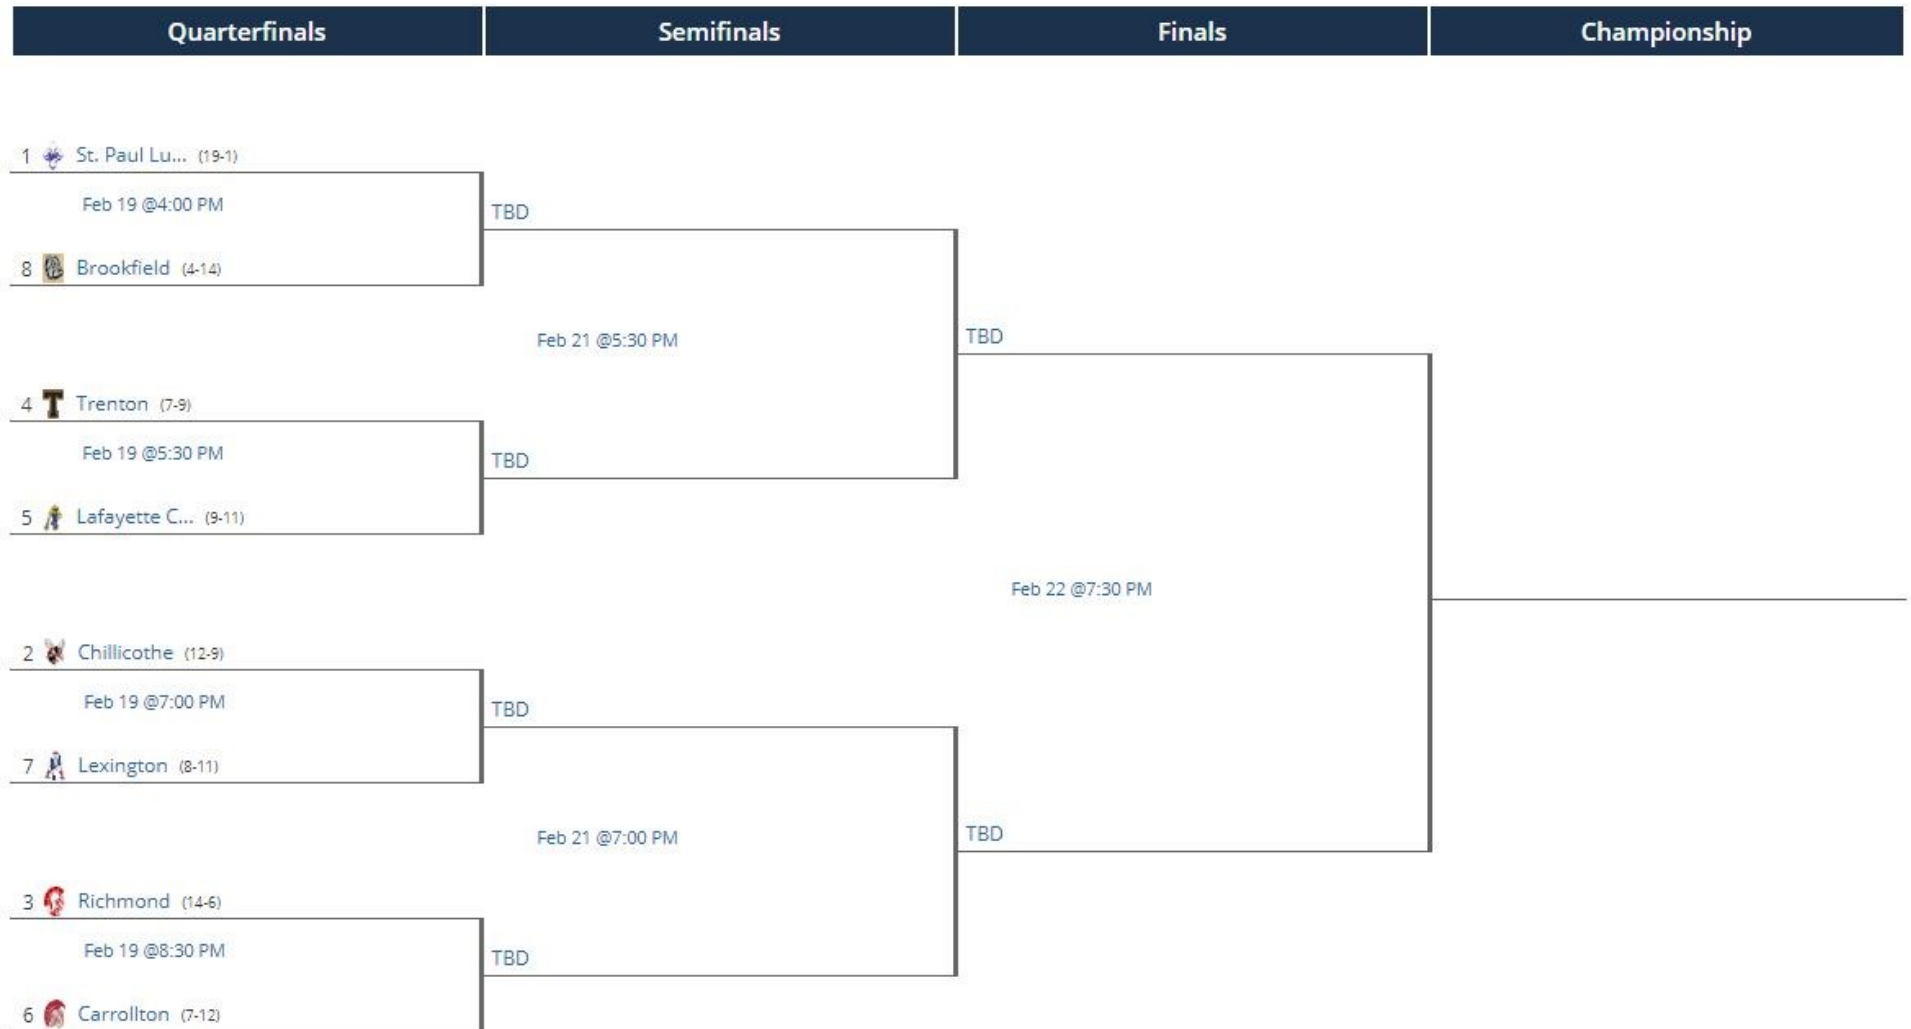 Quarterfinals Semifinals Finals Championship
1 St. Paul Lu... (19-1)
Feb 19 @4:00 PM
TBD
8 Brookfield (4-14)
Feb 21 @5:30 PM
TBD
4 T Trenton (7-9)
Feb 19 @5:30 PM
TBD
5 Lafayette C... (9-11)
Feb 22 @7:30 PM
2 Chillicothe (12-9)
Feb 19 @7:00 PM
TBD
7 Lexington (8-11)
Feb 21 @7:00 PM
TBD
3 Richmond (14-6)
Feb 19 @8:30 PM
TBD
6 Carrollton (7-12)